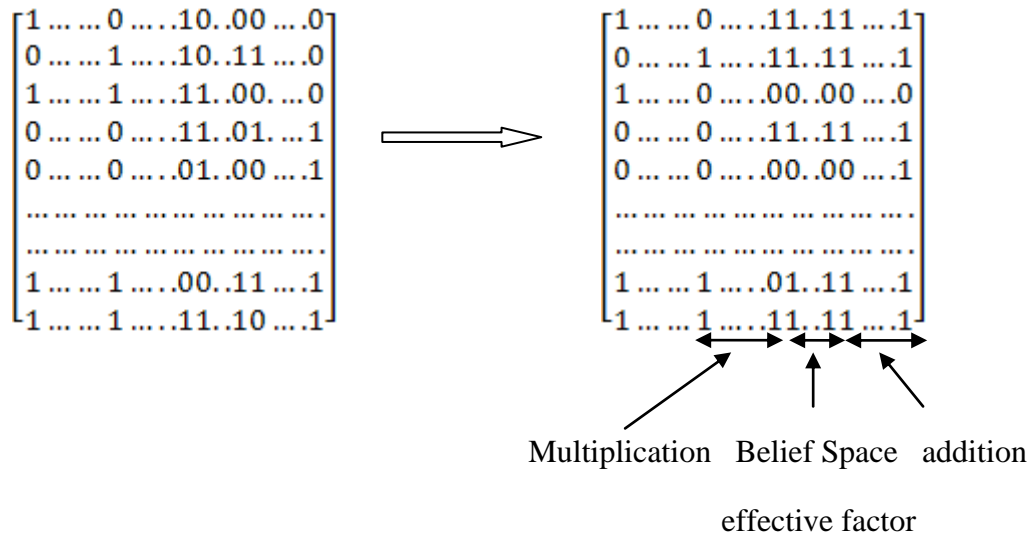 1 ... ... 0 ... ..10..00 ... .0
0 ... ... 1 ... ..10..11 ... .0
1 ... ... 1 ... ..11..00. ... 0
0 ... ... 0 ... ..11..01. ... 1
0 ... ... 0 ... ..01..00 ... .1
... ... ... ... ... ... ... ... ... ... .
... ... ... ... ... ... ... ... ... ... .
1 ... ... 1 ... ..00..11 ... .1
1 ... ... 1 ... ..11..10 ... .1
1 ... ... 0 ... ..11..11 ... .1
0 ... ... 1 ... ..11..11 ... .1
1 ... ... 0 ... ..00..00 ... .0
0 ... ... 0 ... ..11..11 ... .1
0 ... ... 0 ... ..00..00 ... .1
... ... ... ... ... ... ... ... ... ... .
... ... ... ... ... ... ... ... ... ... .
1 ... ... 1 ... ..01..11 ... .1
1 ... ... 1 ... ..11..11 ... .1
Multiplication Belief Space addition
effective factor